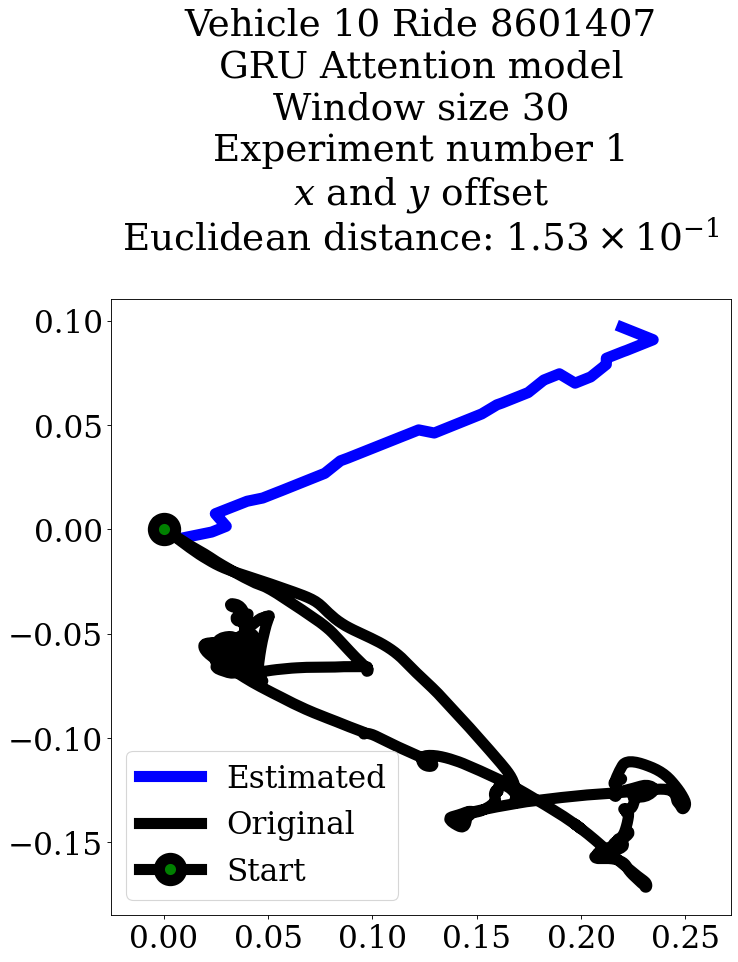 Vehicle 10 Ride 8601407
GRU Attention model
Window size 30
Experiment number 1
x and y offset
Euclidean distance: 1.53 × 10⁻¹
0.10
0.05
0.00
−0.05
−0.10
−0.15
Estimated
Original
Start
0.00 0.05 0.10 0.15 0.20 0.25